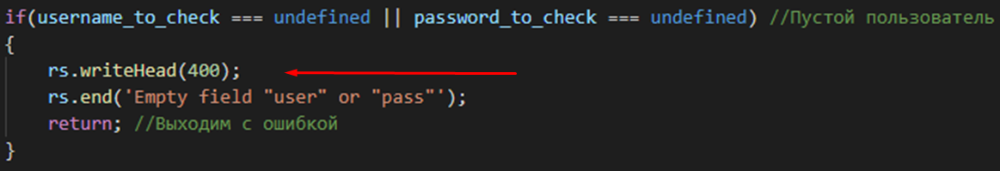 if(username_to_check === undefined || password_to_check === undefined) //Пустой пользователь
{
rs.writeHead(400);
rs.end('Empty field "user" or "pass"');
return; //Выходим с ошибкой
}